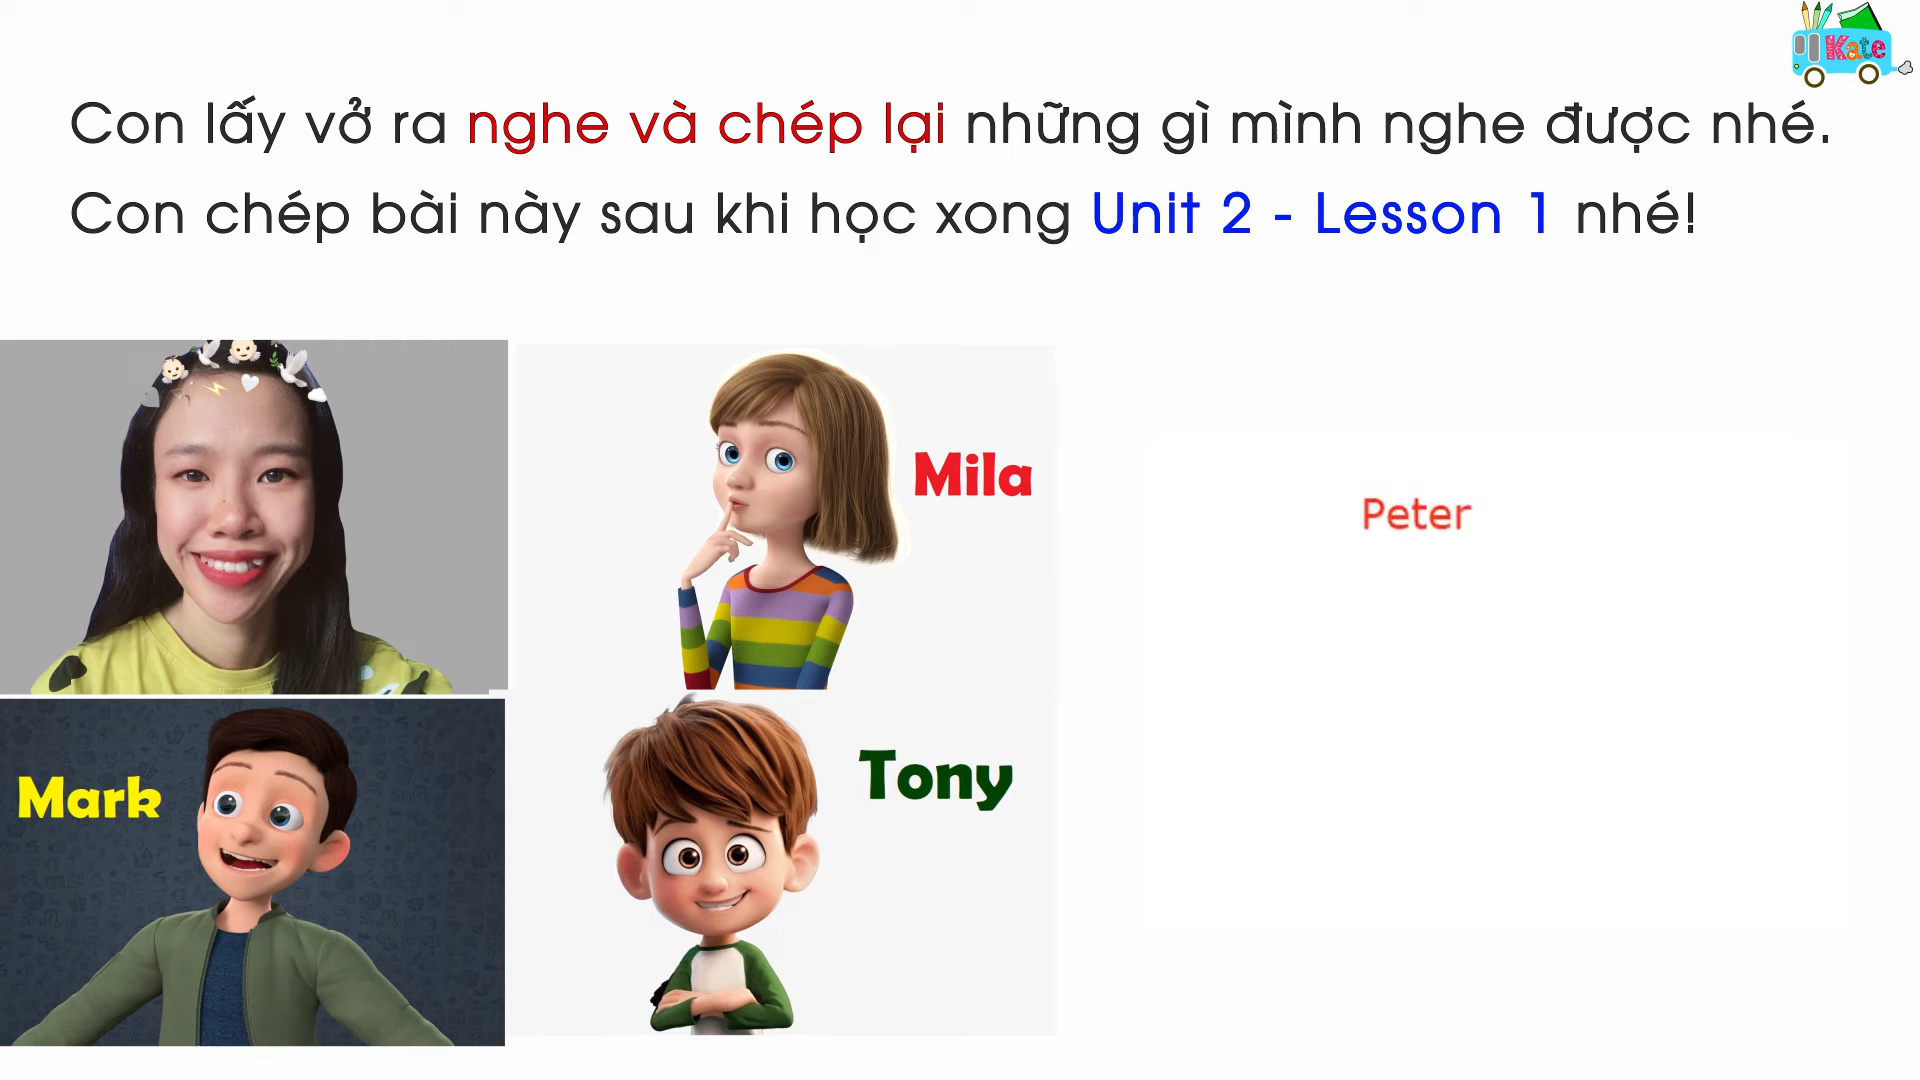 Kate
Con lấy vở ra nghe và chép lại những gì mình nghe được nhé.
Con chép bài này sau khi học xong Unit 2 - Lesson 1 nhé!
Mila
Peter
Mark
Tony